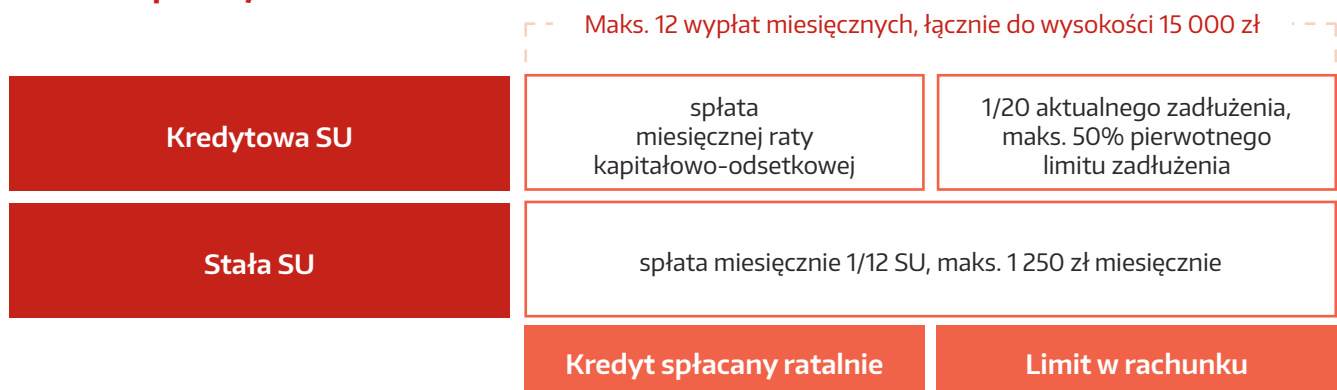 Maks. 12 wypłat miesięcznych, łącznie do wysokości 15 000 zł
Kredytowa SU
spłata
miesięcznej raty
kapitałowo-odsetkowej
1/20 aktualnego zadłużenia,
maks. 50% pierwotnego
limitu zadłużenia
Stała SU
spłata miesięcznie 1/12 SU, maks. 1 250 zł miesięcznie
Kredyt spłacany ratalnie
Limit w rachunku